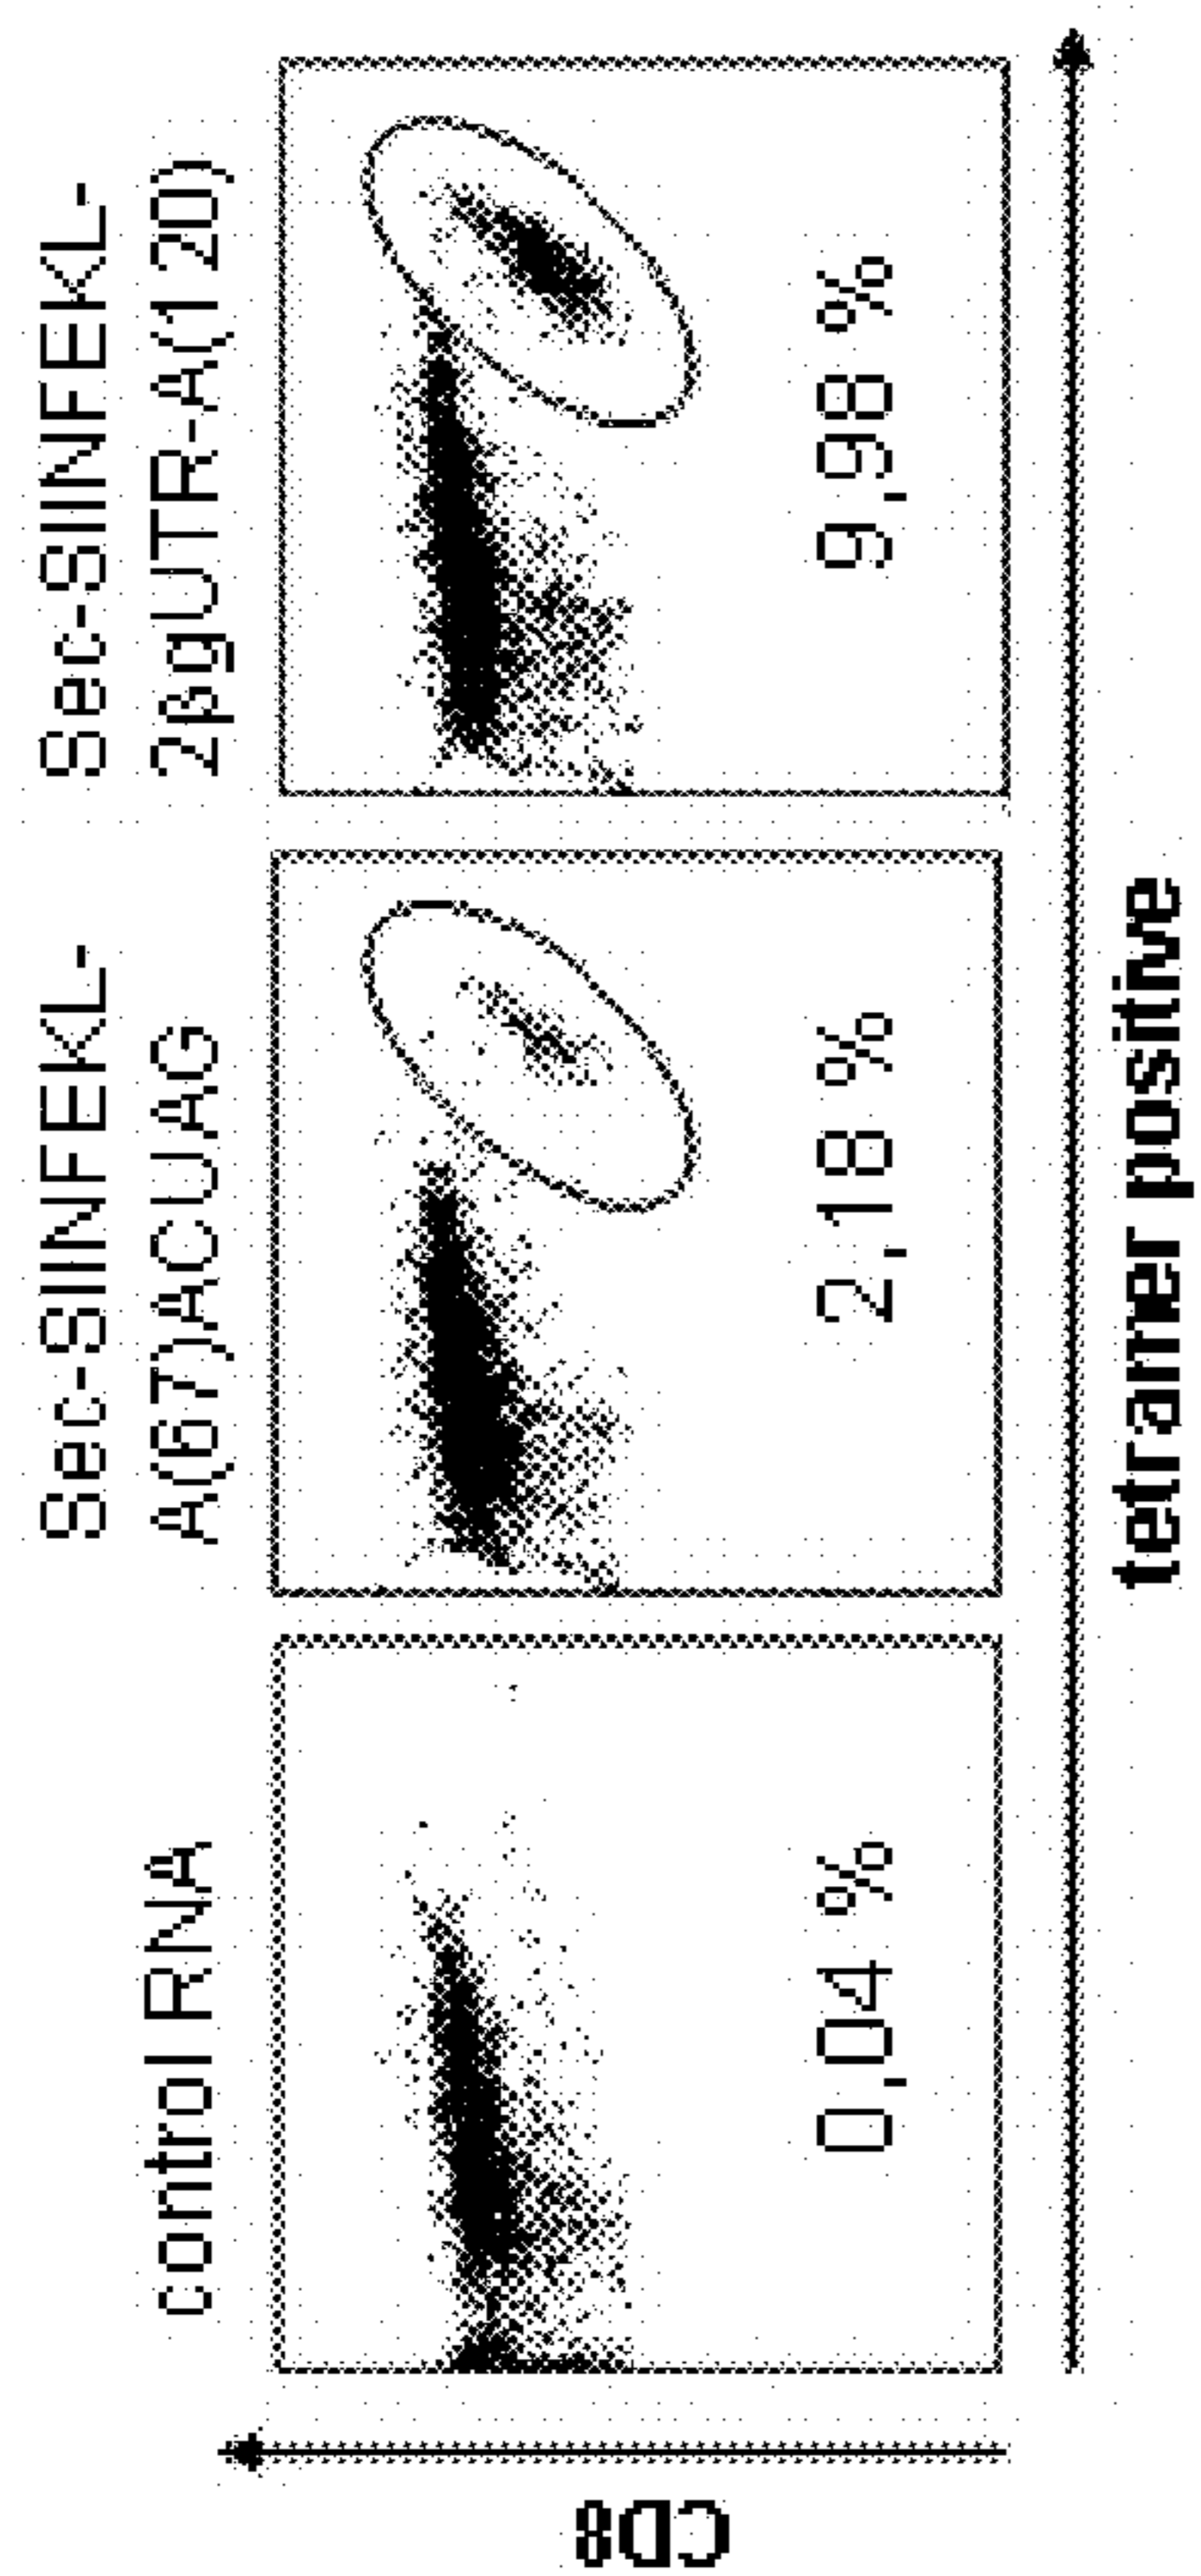 control RNA
Sec-SIINFEKL-
A(67)ACUAG
Sec-SIINFEKL-
2βgUTR-A(120)
CD8
0,04 %
2,18 %
9,98 %
tetramer positive